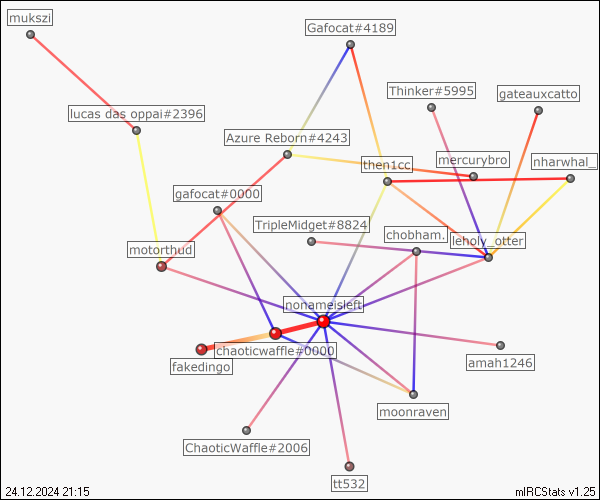 mukszi
Gafocat#4189
Thinker#5995
gateauxcatto
lucas das oppai#2396
Azure Reborn#4243
then1cc
mercurybro
nharwhal_
gafocat#0000
TripleMidget#8824
chobham.
leholy_otter
motorthud
nonameisleft
chaoticwaffle#0000
fakedingo
amah1246
moonraven
ChaoticWaffle#2006
tt532
24.12.2024 21:15
mIRCStats v1.25